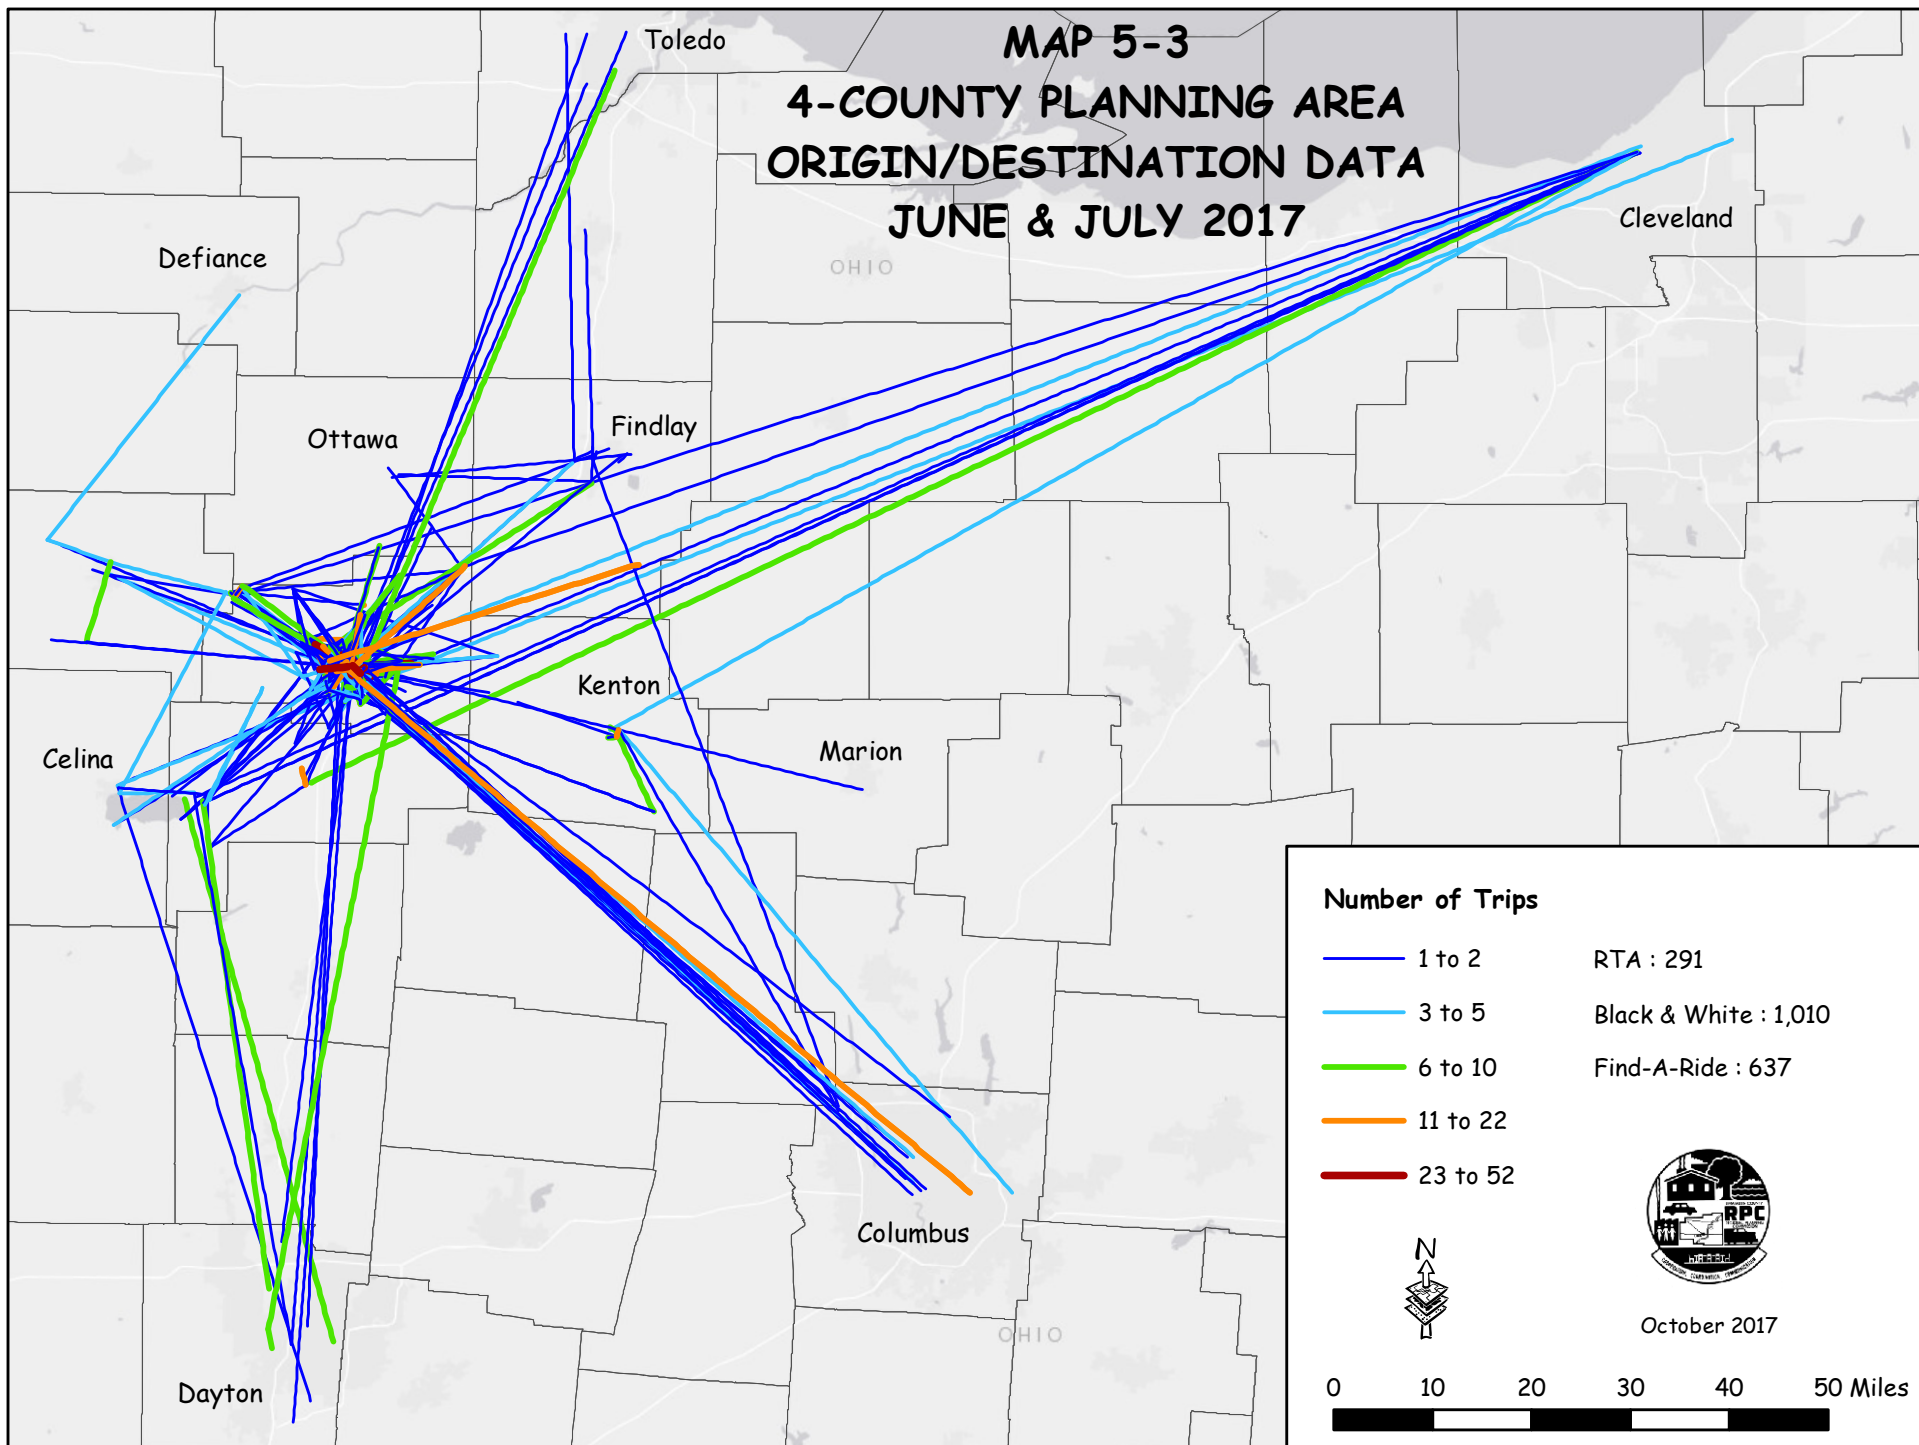 MAP 5-3
4-COUNTY PLANNING AREA
ORIGIN/DESTINATION DATA
JUNE & JULY 2017
Toledo
Cleveland
Defiance
OHIO
Ottawa
Findlay
Kenton
Celina
Marion
Columbus
OHIO
Dayton
Number of Trips
1 to 2
RTA : 291
3 to 5
Black & White : 1,010
6 to 10
Find-A-Ride : 637
11 to 22
23 to 52
RPC
N
October 2017
0 10 20 30 40 50 Miles